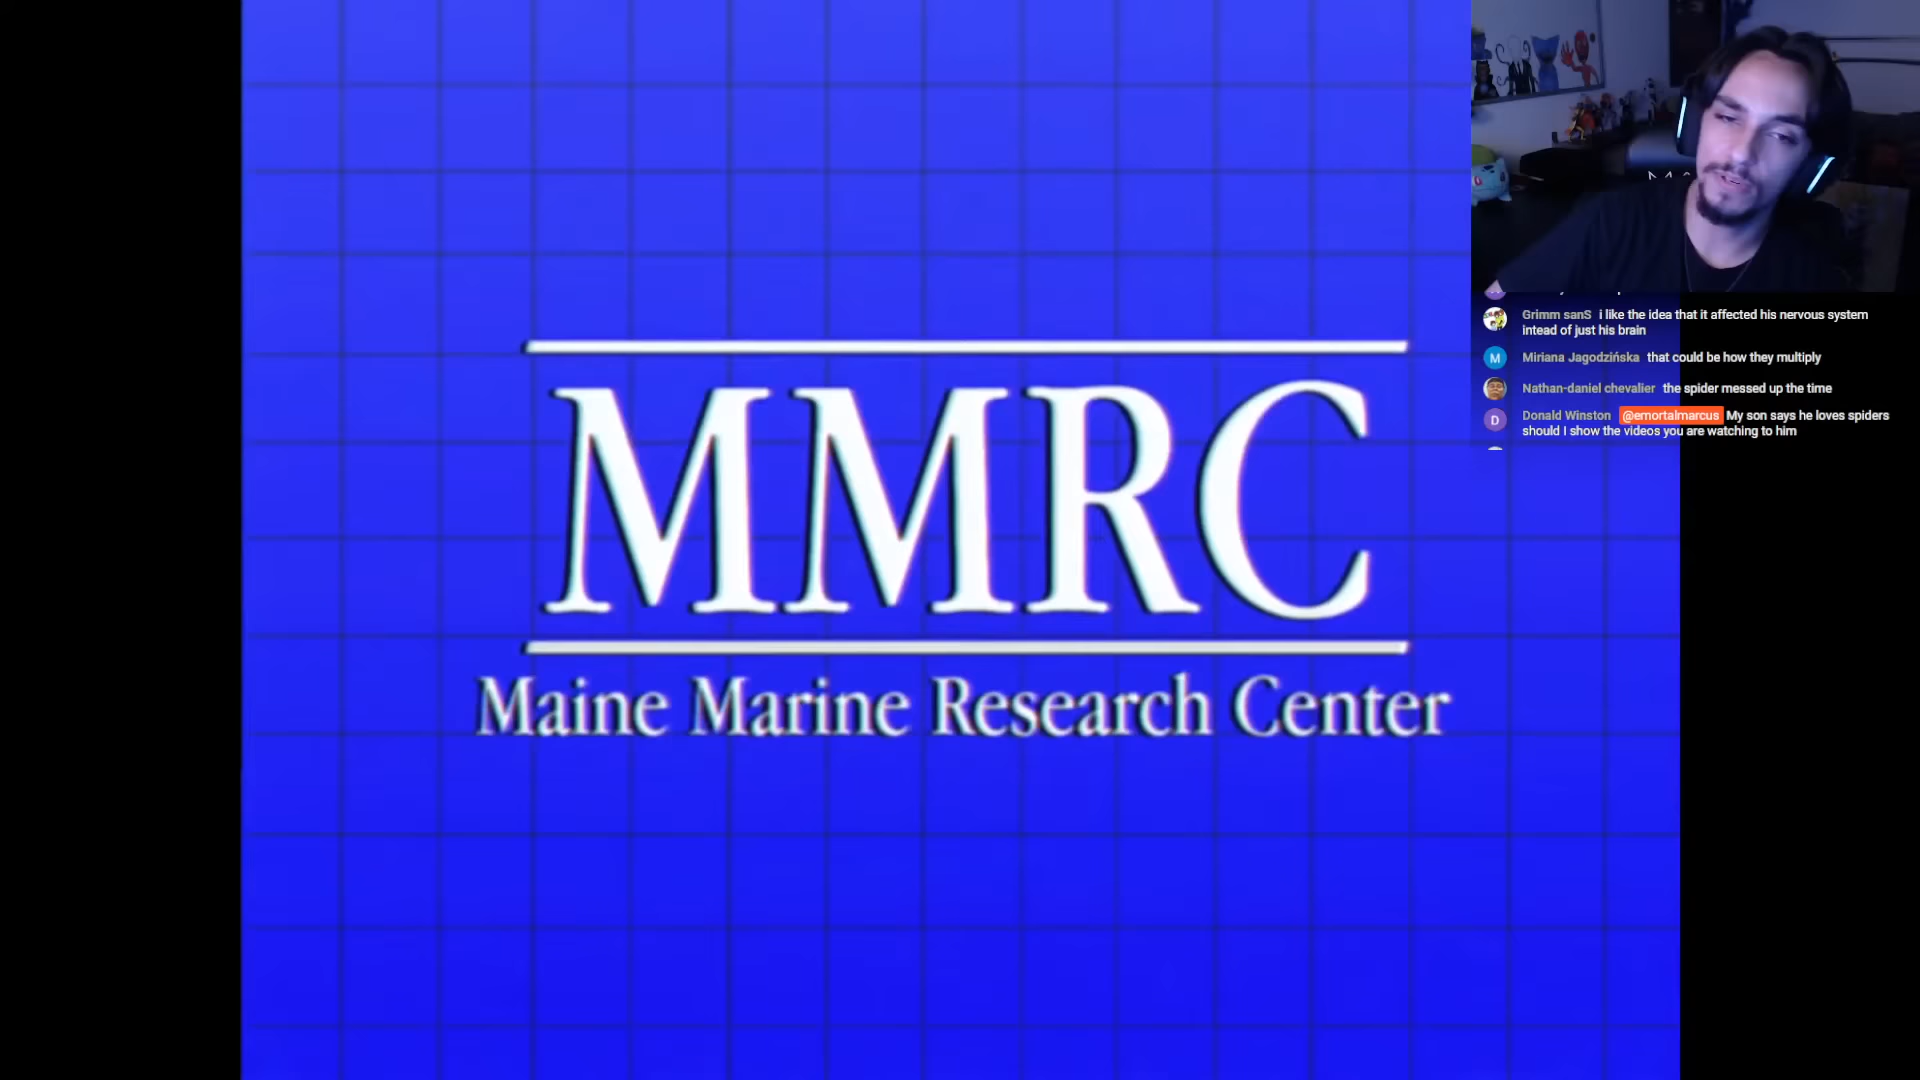 MMRC
Maine Marine Research Center
Grimm sanS i like the idea that it affected his nervous system
intead of just his brain
M Miriana Jagodzińska that could be how they multiply
Nathan-daniel chevalier the spider messed up the time
D Donald Winston @emortalmarcus My son says he loves spiders
should I show the videos you are watching to him